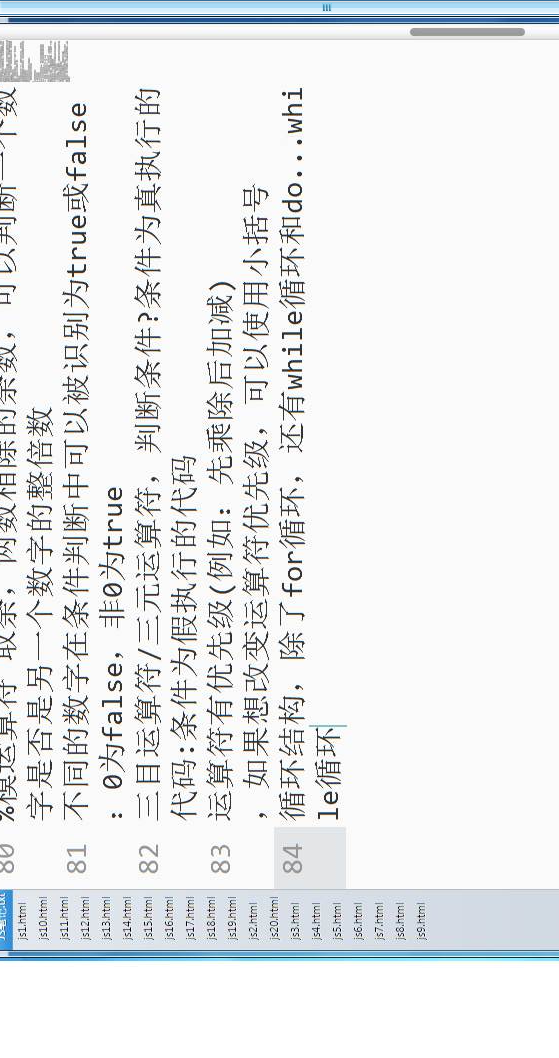 80 %模运算符 取余，两数相除的余数，可以判断一个数
字是否是另一个数字的整倍数
81 不同的数字在条件判断中可以被识别为true或false
：0为false，非0为true
82 三目运算符/三元运算符，判断条件?条件为真执行的
代码:条件为假执行的代码
83 运算符有优先级(例如：先乘除后加减)
，如果想改变运算符优先级，可以使用小括号
84 循环结构，除了for循环，还有while循环和do...whi
le循环
js1.html
js10.html
js11.html
js12.html
js13.html
js14.html
js15.html
js16.html
js17.html
js18.html
js19.html
js2.html
js20.html
js3.html
js4.html
js5.html
js6.html
js7.html
js8.html
js9.html